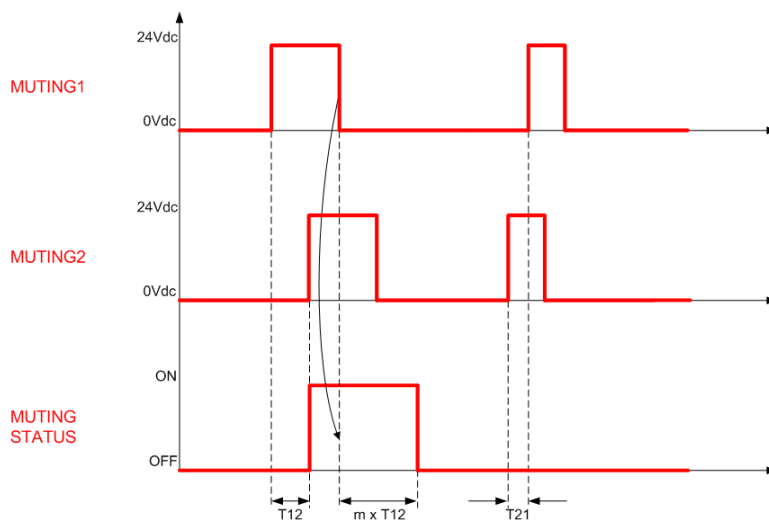 24Vdc
MUTING1
0Vdc
24Vdc
MUTING2
0Vdc
ON
MUTING
STATUS
OFF
T12
m x T12
T21